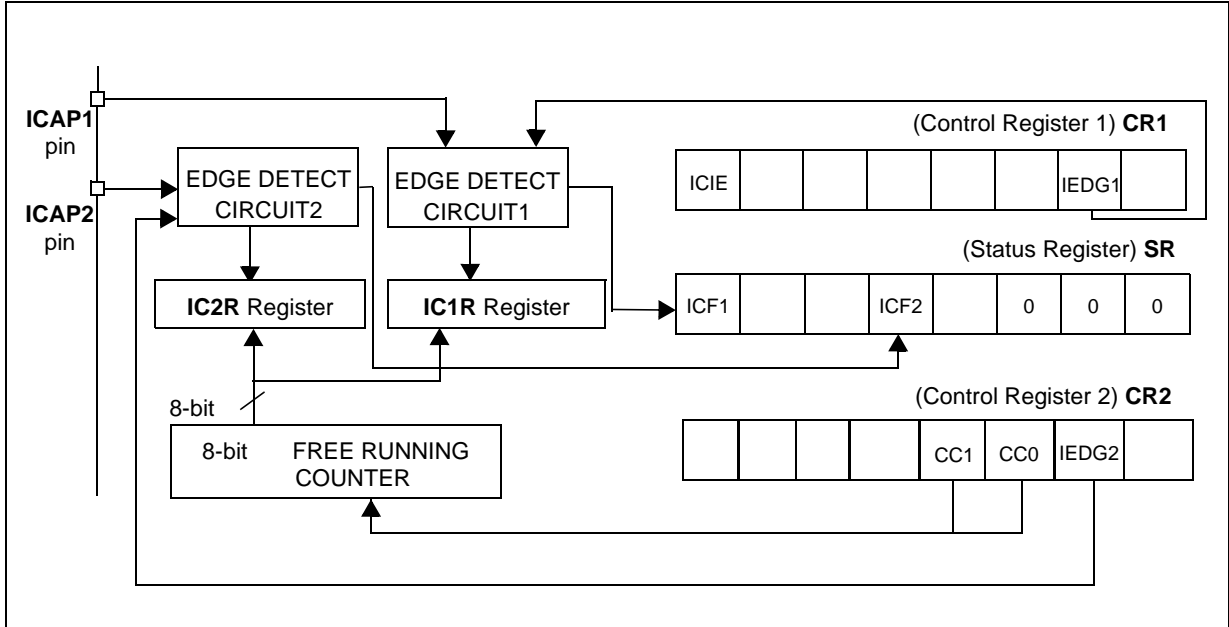 ICAP1
pin
ICAP2
pin
EDGE DETECT
CIRCUIT2
EDGE DETECT
CIRCUIT1
IC2R Register
IC1R Register
8-bit
8-bit FREE RUNNING
COUNTER
(Control Register 1) CR1
ICIE IEDG1
(Status Register) SR
ICF1 ICF2 0 0 0
(Control Register 2) CR2
CC1 CC0 IEDG2